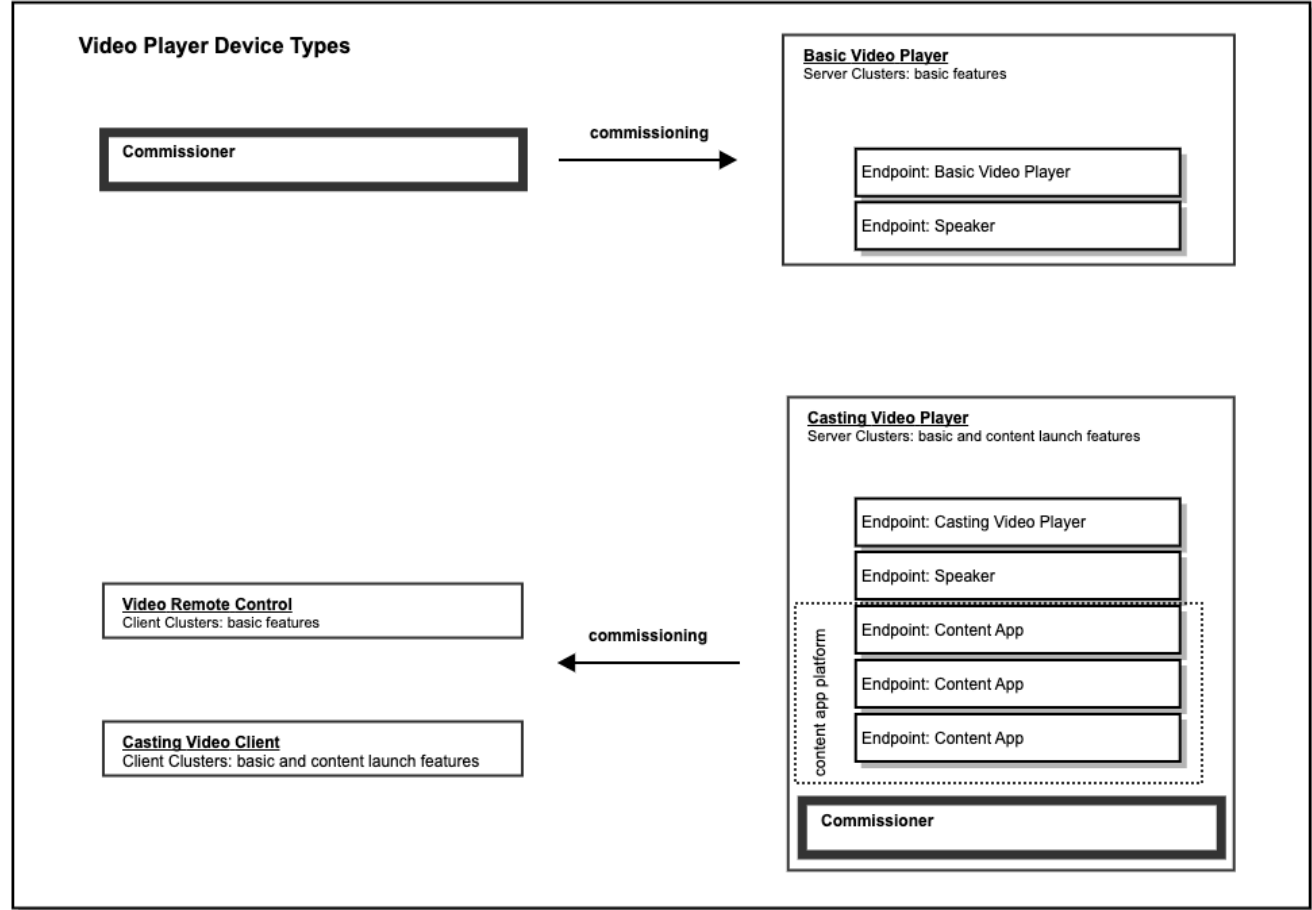 Video Player Device Types
Commissioner
commissioning
Basic Video Player
Server Clusters: basic features
Endpoint: Basic Video Player
Endpoint: Speaker
Video Remote Control
Client Clusters: basic features
Casting Video Client
Client Clusters: basic and content launch features
commissioning
Casting Video Player
Server Clusters: basic and content launch features
Endpoint: Casting Video Player
Endpoint: Speaker
content app platform
Endpoint: Content App
Endpoint: Content App
Endpoint: Content App
Commissioner